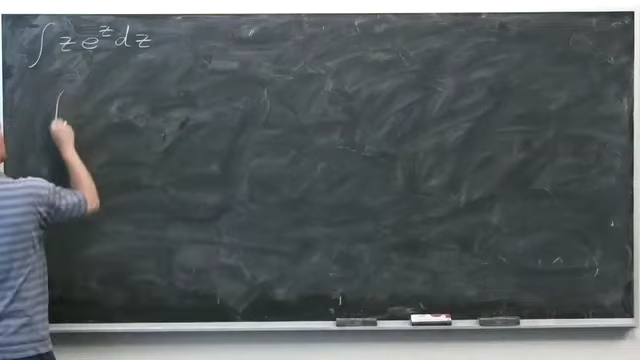 ∫ z e^z dz
∫